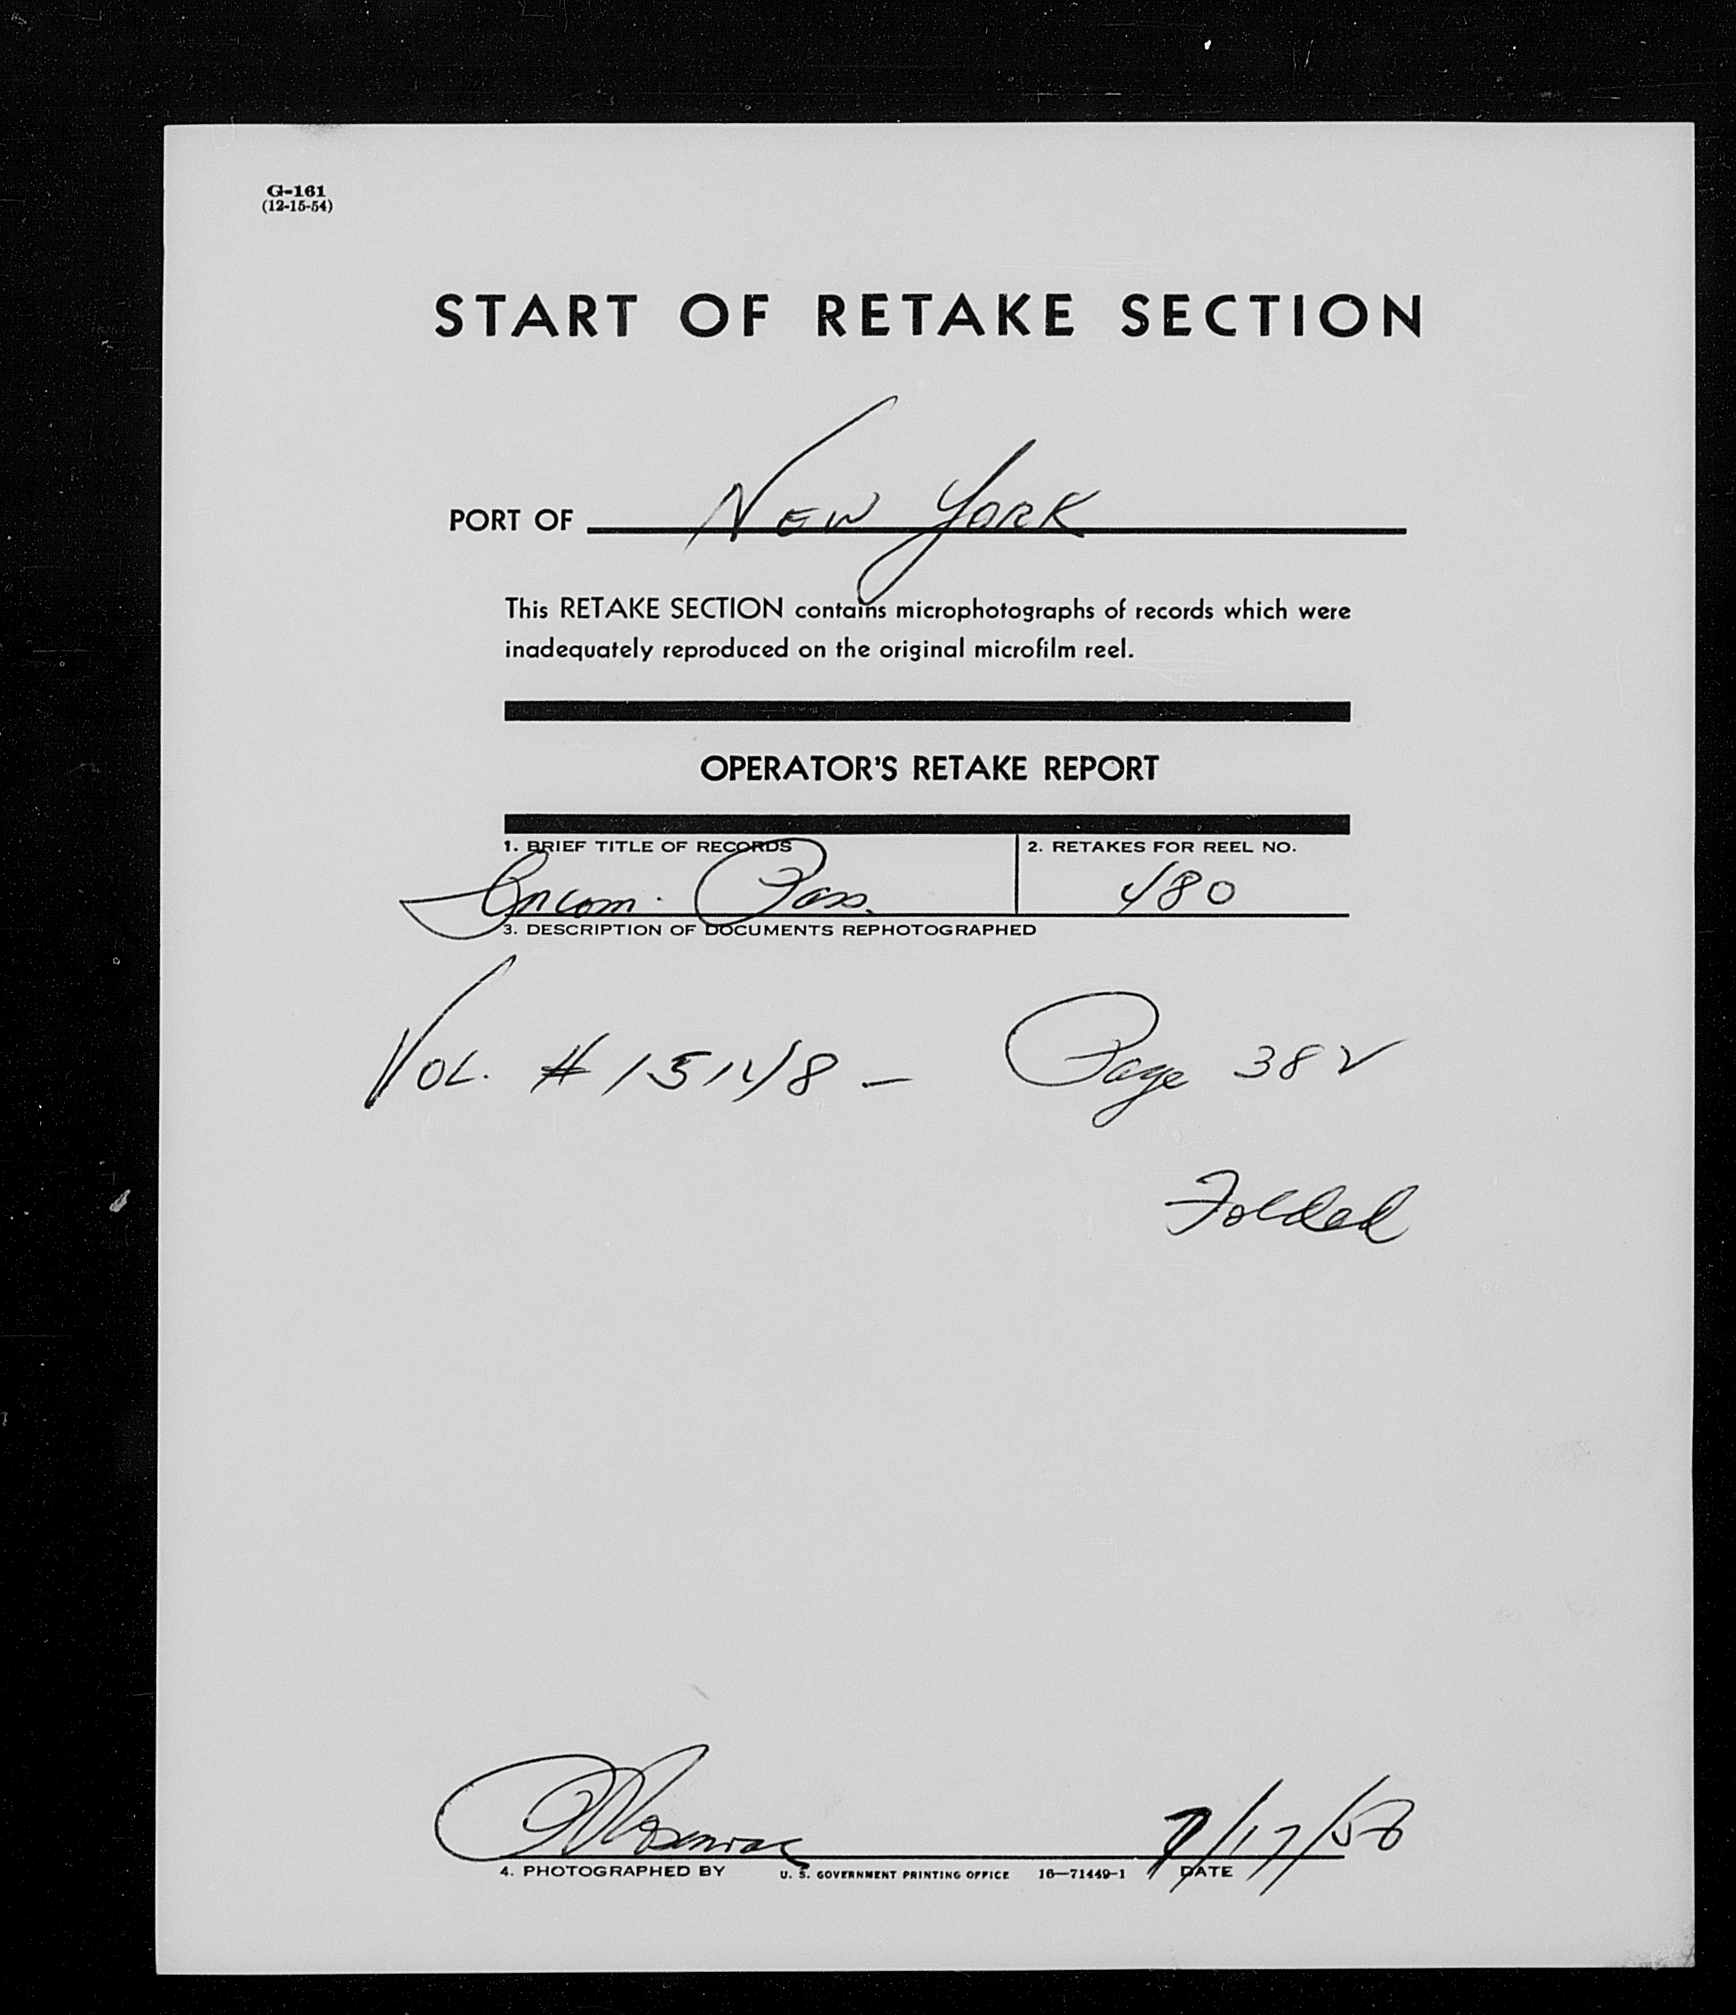 G-161
(12-15-54)
START OF RETAKE SECTION
PORT OF NEW YORK
This RETAKE SECTION contains microphotographs of records which were
inadequately reproduced on the original microfilm reel.
OPERATOR'S RETAKE REPORT
1. BRIEF TITLE OF RECORDS 2. RETAKES FOR REEL NO.
Incom. Pass. 480
3. DESCRIPTION OF DOCUMENTS REPHOTOGRAPHED
VOL. # 15148 – Page 382
Folded
4. PHOTOGRAPHED BY U. S. GOVERNMENT PRINTING OFFICE 16—71449-1 DATE